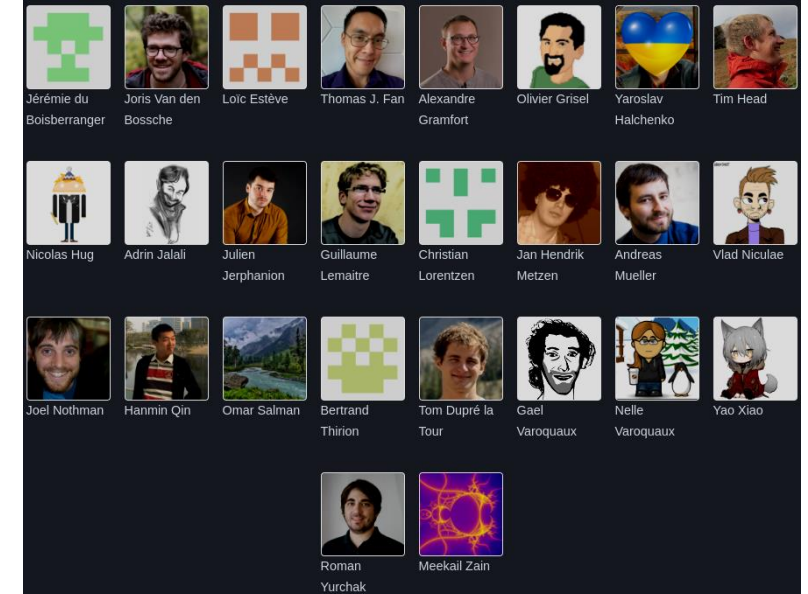 Jérémie du
Boisberranger
Joris Van den
Bossche
Loïc Estève
Thomas J. Fan
Alexandre
Gramfort
Olivier Grisel
Yaroslav
Halchenko
Tim Head
Nicolas Hug
Adrin Jalali
Julien
Jerphanion
Guillaume
Lemaitre
Christian
Lorentzen
Jan Hendrik
Metzen
Andreas
Mueller
Vlad Niculae
Joel Nothman
Hanmin Qin
Omar Salman
Bertrand
Thirion
Tom Dupré la
Tour
Gael
Varoquaux
Nelle
Varoquaux
Yao Xiao
Roman
Yurchak
Meekail Zain